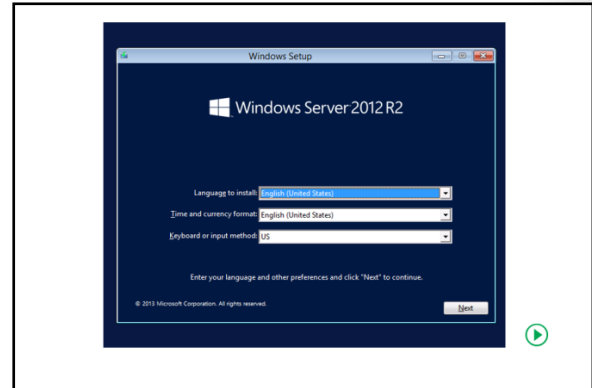 Windows Setup
Windows Server 2012 R2
Language to install: English (United States)
Time and currency format: English (United States)
Keyboard or input method: US
Enter your language and other preferences and click "Next" to continue.
© 2013 Microsoft Corporation. All rights reserved.
Next